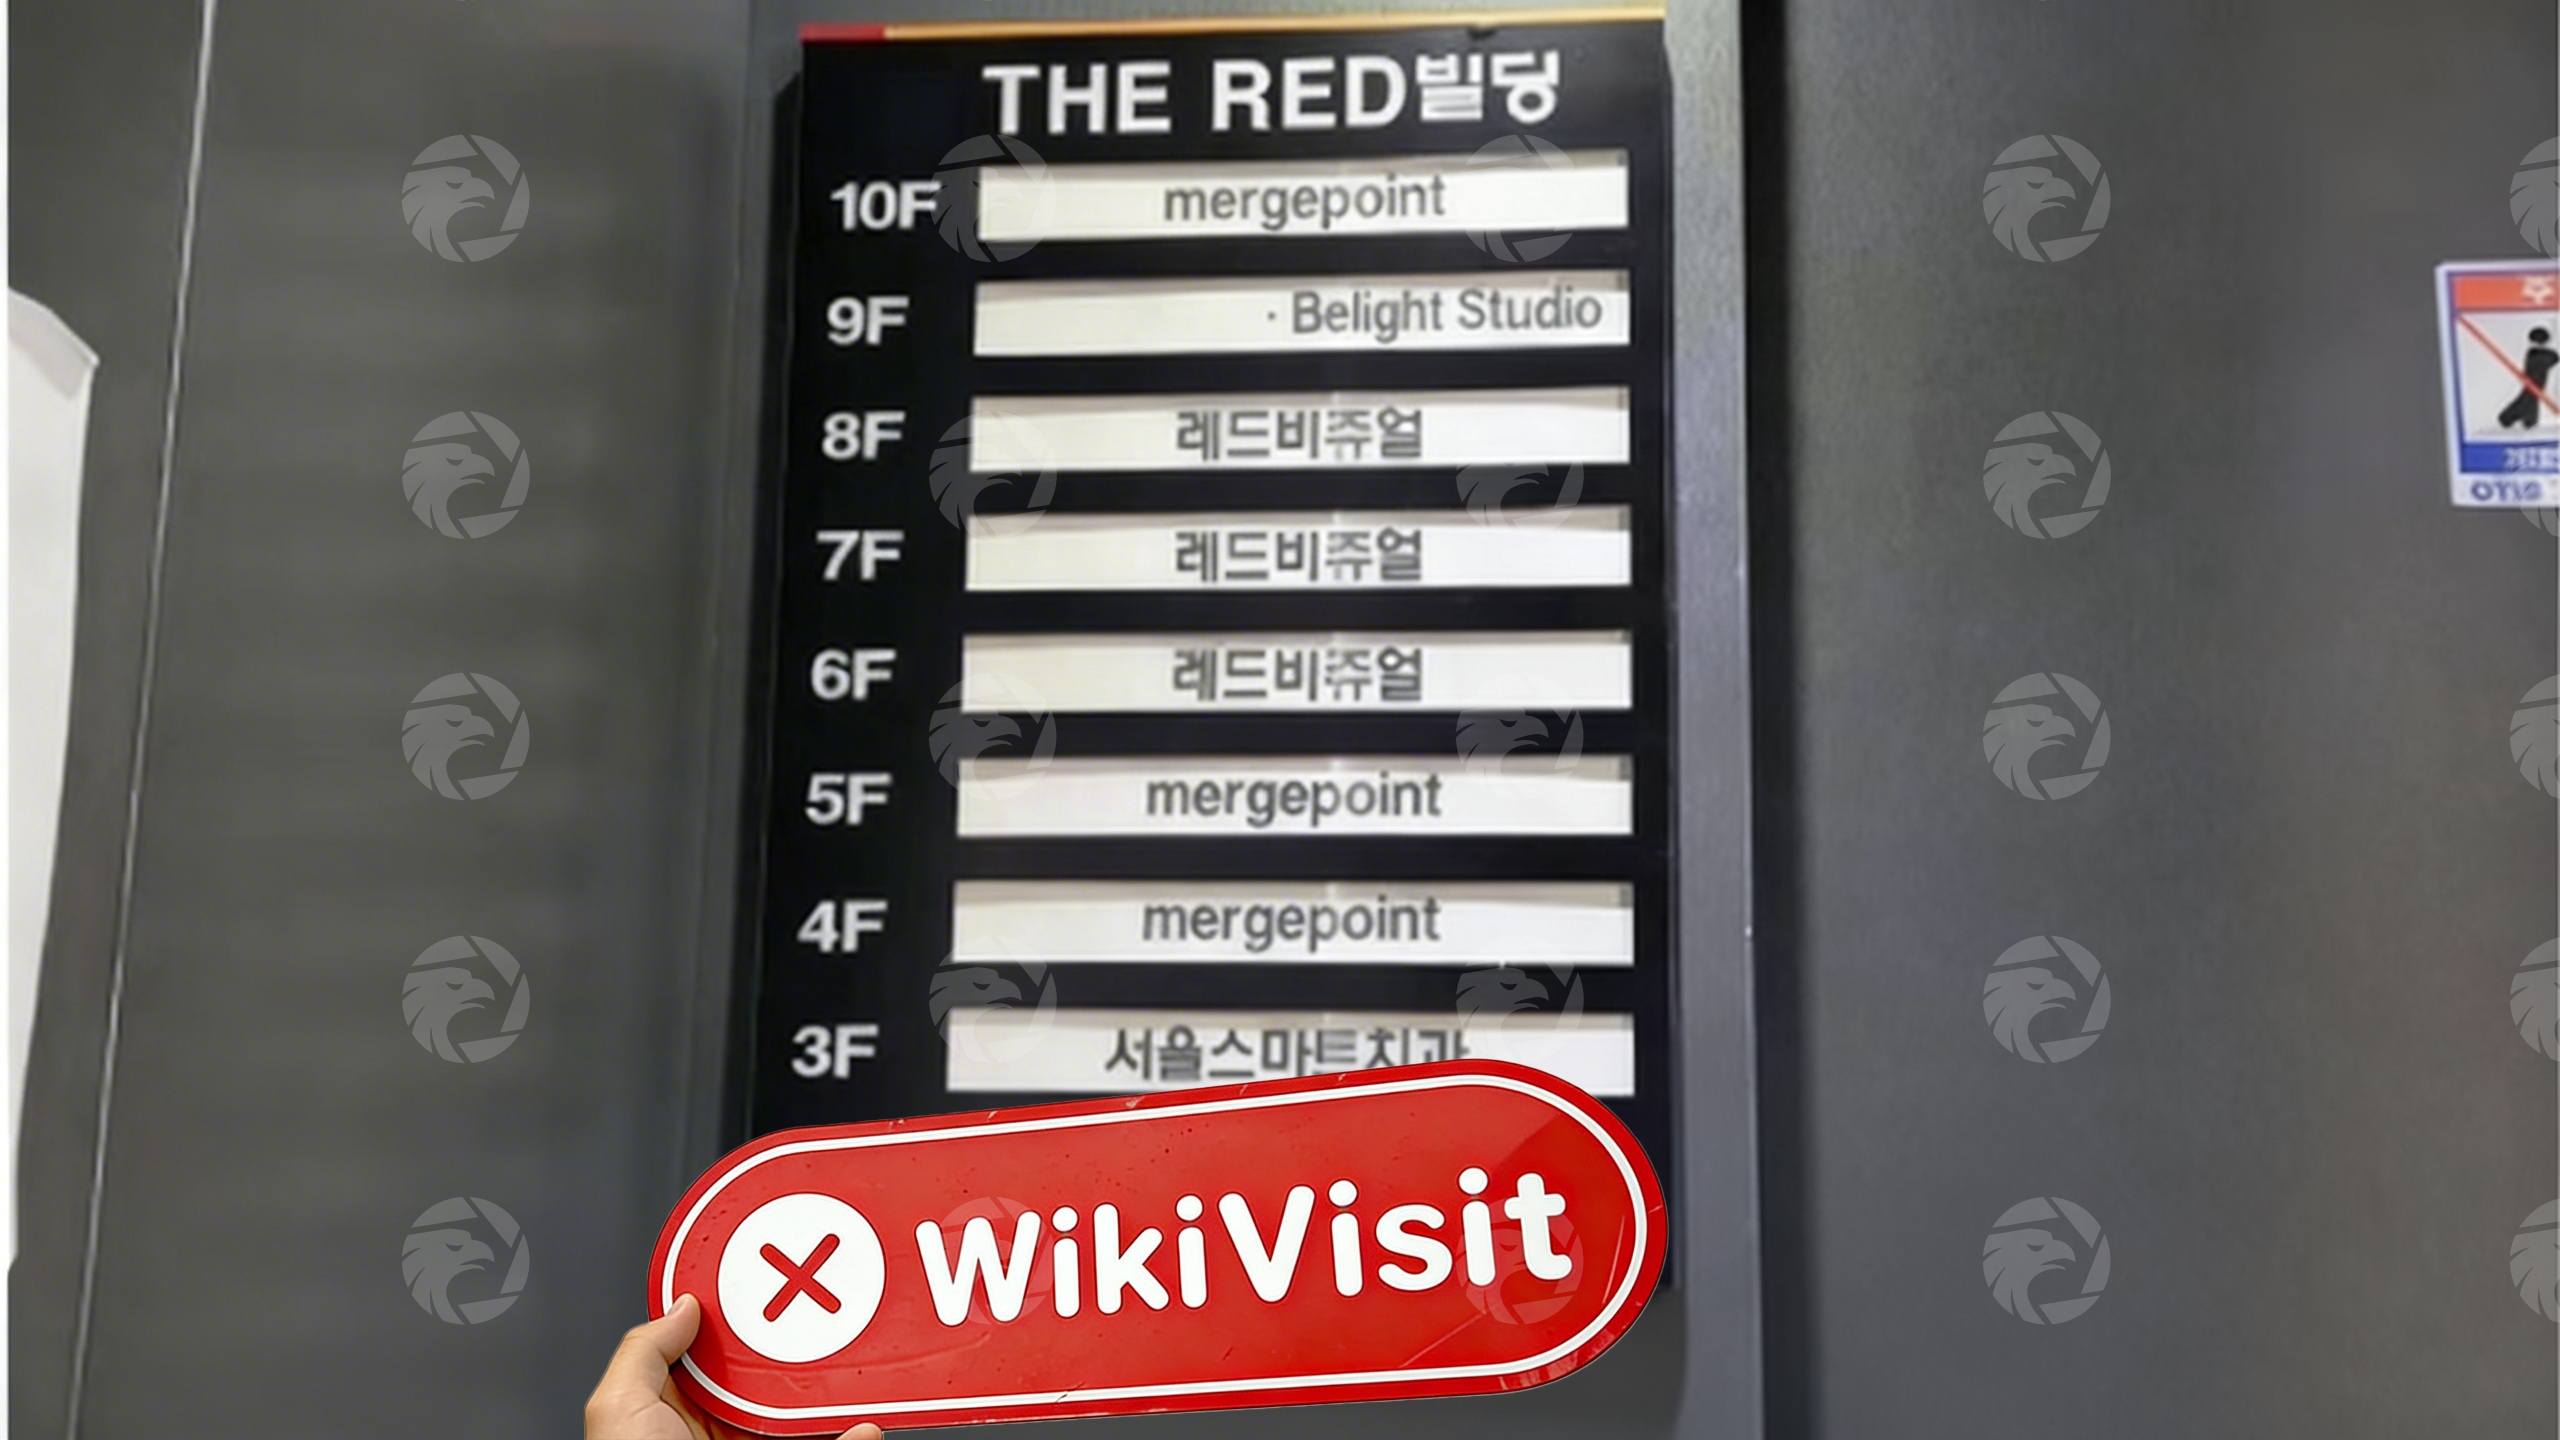 THE RED빌딩
10F mergepoint
9F · Belight Studio
8F 레드비쥬얼
7F 레드비쥬얼
6F 레드비쥬얼
5F mergepoint
4F mergepoint
3F 서울스마트치과
WikiVisit
OTIS